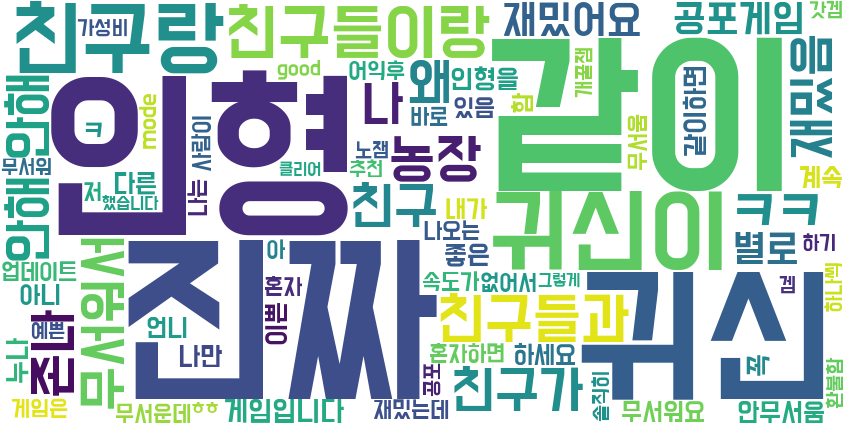 친구랑
가성비
친구들이랑
재밌어요
공포게임
갓겜
good
어익후
왜
인형을
개꿀잼
같이
같이하면
재밌음
안해
안해
인형
ㅋ
mode
사람이
나
바로
있음
함
무서움
무서워
노잼
농장
클리어
추천
계속
저
다른
했습니다
나는
친구
내가
귀신이
ㅋㅋ
나오는
업데이트
무서워서
진짜
아
좋은
별로
하기
아니
혼자
속도가
없어서
그렇게
귀신
겜
하나씩
예쁜
언니
이쁜
친구들과
누나
존나
나만
혼자하면
하세요
꼭
공포
친구가
솔직히
환불함
게임은
무서운데ㅎㅎ
게임입니다
재밌는데
무서워요
안무서움